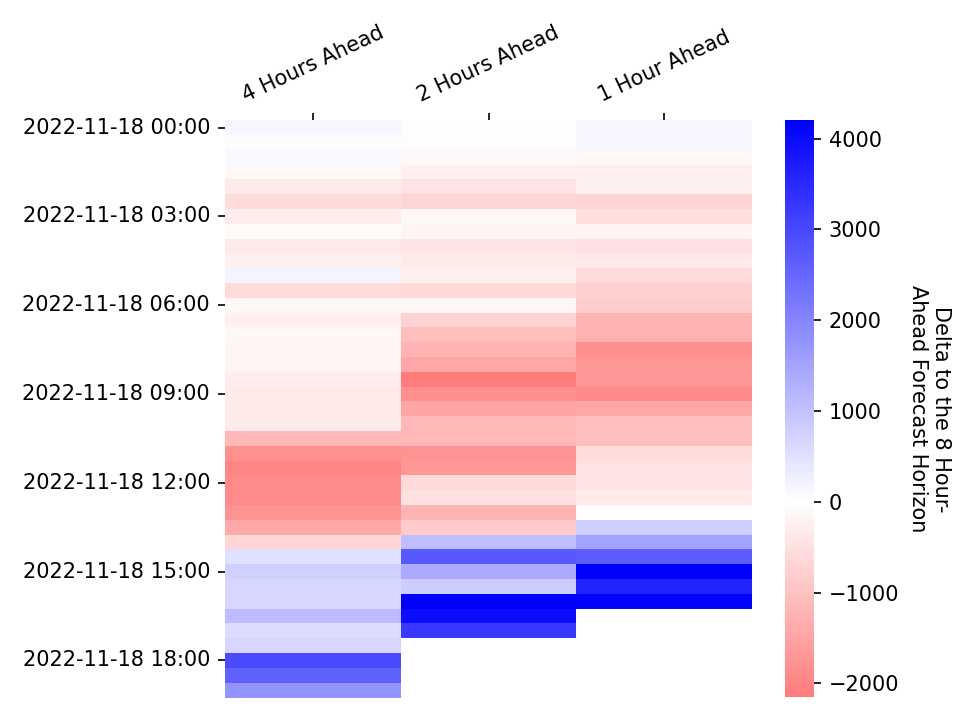 4 Hours Ahead
2 Hours Ahead
1 Hour Ahead
2022-11-18 00:00
2022-11-18 03:00
2022-11-18 06:00
2022-11-18 09:00
2022-11-18 12:00
2022-11-18 15:00
2022-11-18 18:00
4000
3000
2000
1000
0
−1000
−2000
Delta to the 8 Hour-
Ahead Forecast Horizon